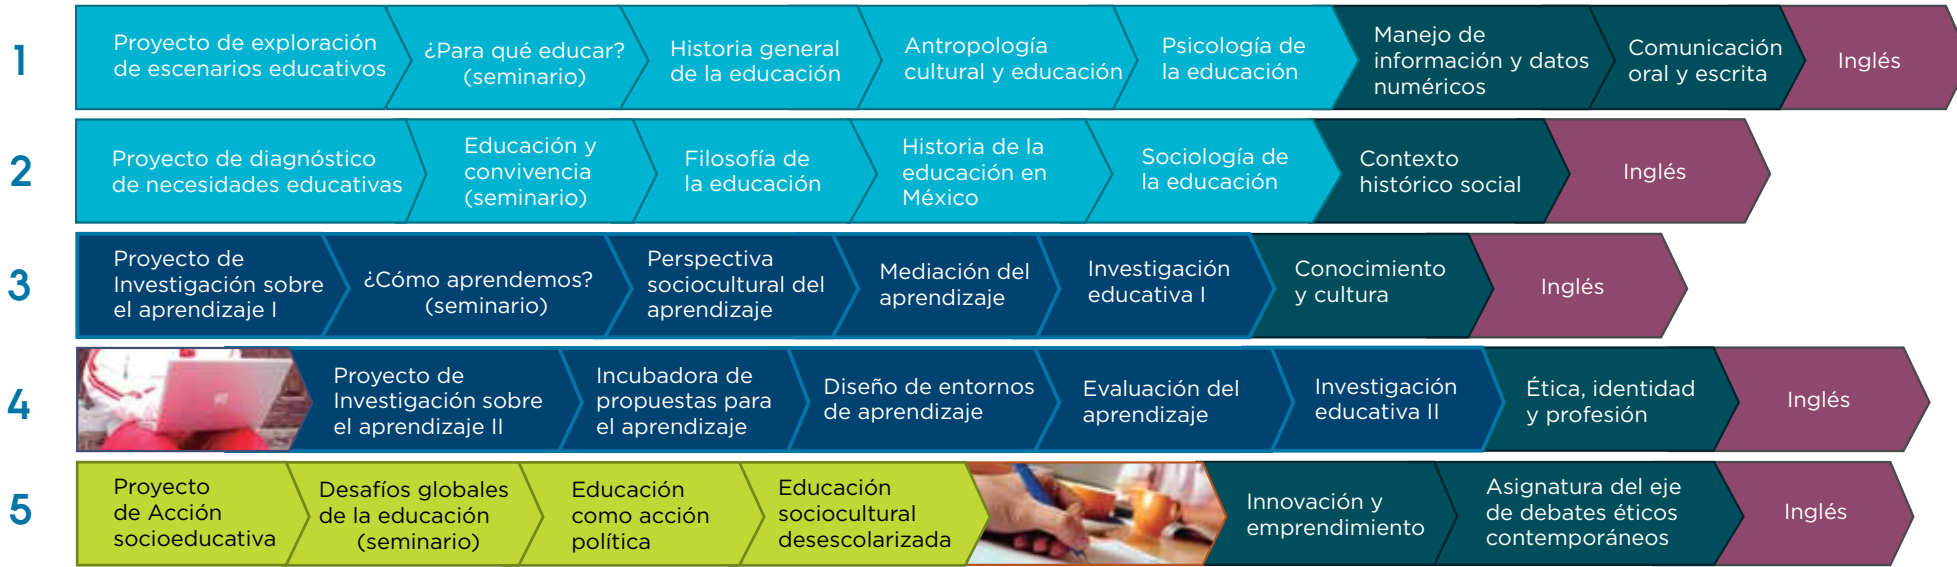 1
Proyecto de exploración
de escenarios educativos
¿Para qué educar?
(seminario)
Historia general
de la educación
Antropología
cultural y educación
Psicología de
la educación
Manejo de
información y datos
numéricos
Comunicación
oral y escrita
Inglés
2
Proyecto de diagnóstico
de necesidades educativas
Educación y
convivencia
(seminario)
Filosofía de
la educación
Historia de la
educación en
México
Sociología de
la educación
Contexto
histórico social
Inglés
3
Proyecto de
Investigación sobre
el aprendizaje I
¿Cómo aprendemos?
(seminario)
Perspectiva
sociocultural del
aprendizaje
Mediación del
aprendizaje
Investigación
educativa I
Conocimiento
y cultura
Inglés
4
Proyecto de
Investigación sobre
el aprendizaje II
Incubadora de
propuestas para
el aprendizaje
Diseño de entornos
de aprendizaje
Evaluación del
aprendizaje
Investigación
educativa II
Ética, identidad
y profesión
Inglés
5
Proyecto
de Acción
socioeducativa
Desafíos globales
de la educación
(seminario)
Educación
como acción
política
Educación
sociocultural
desescolarizada
Innovación y
emprendimiento
Asignatura del eje
de debates éticos
contemporáneos
Inglés